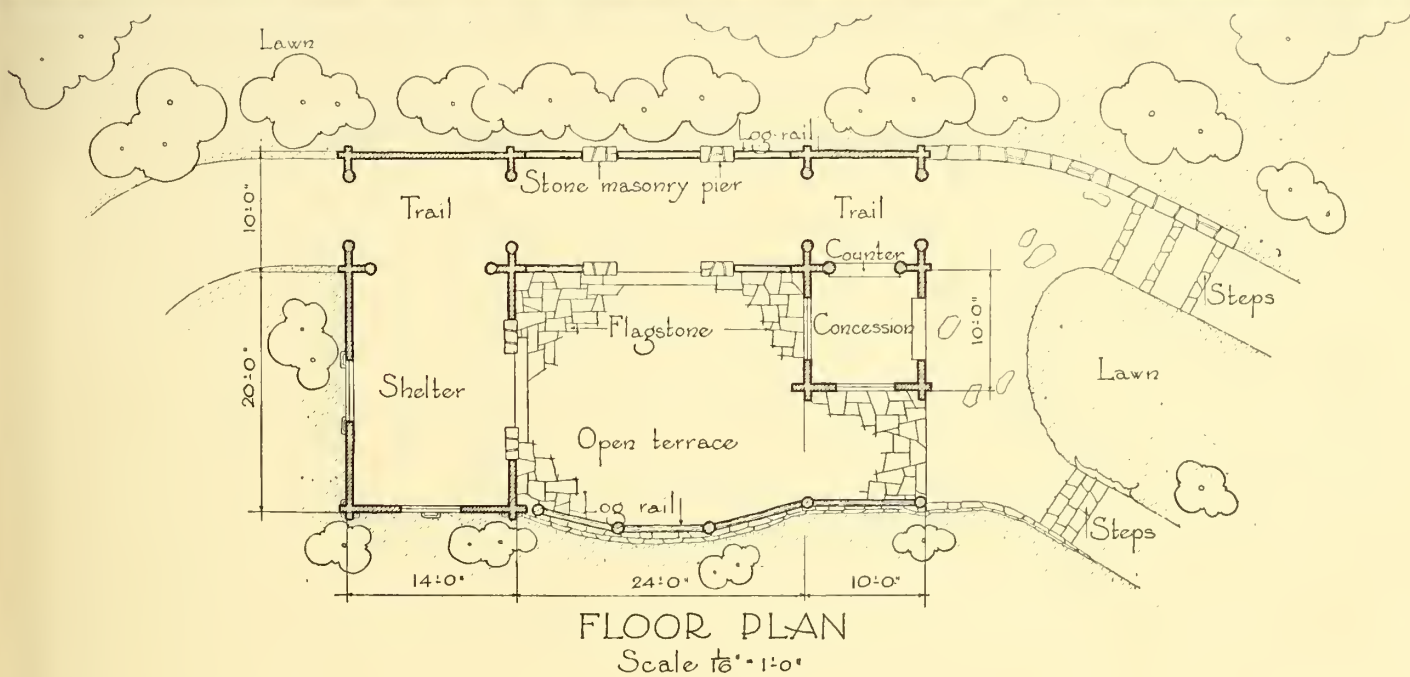 Lawn
Log rail
Stone masonry pier
Trail
Trail
10'-0"
Counter
Steps
Flagstone
Concession
10'-0"
Lawn
Shelter
20'-0"
Open terrace
Log rail
Steps
14'-0"
24'-0"
10'-0"
FLOOR PLAN
Scale 1/16" = 1'-0"